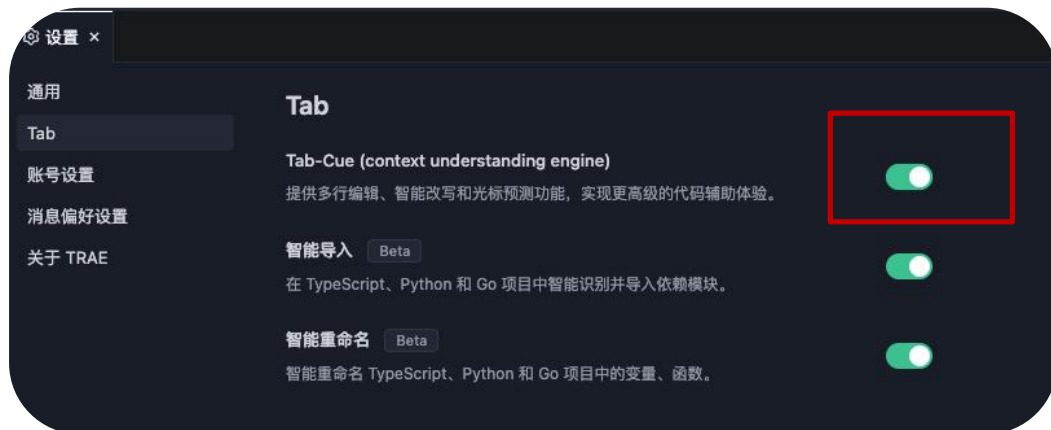 设置 ×
通用
Tab
账号设置
消息偏好设置
关于 TRAE
Tab
Tab-Cue (context understanding engine)
提供多行编辑、智能改写和光标预测功能，实现更高级的代码辅助体验。
智能导入 Beta
在 TypeScript、Python 和 Go 项目中智能识别并导入依赖模块。
智能重命名 Beta
智能重命名 TypeScript、Python 和 Go 项目中的变量、函数。